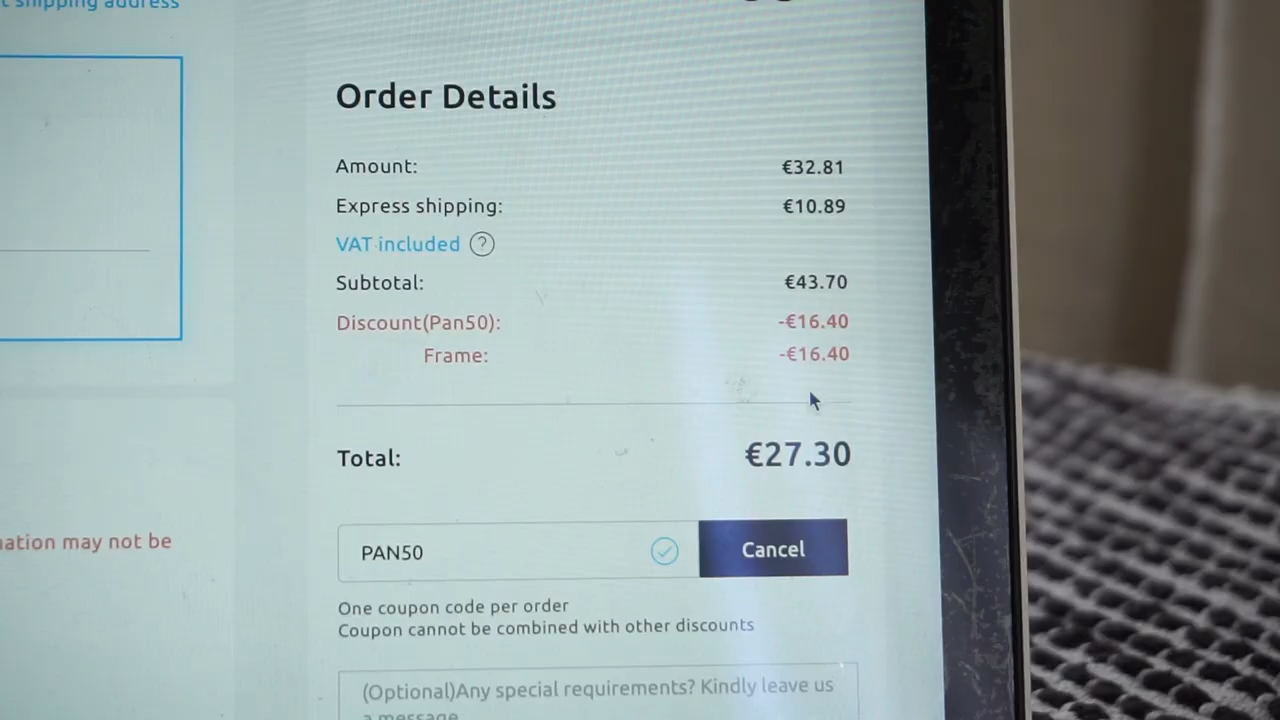 shipping address
Order Details
Amount: €32.81
Express shipping: €10.89
VAT included ?
Subtotal: €43.70
Discount(Pan50): -€16.40
Frame: -€16.40
Total: €27.30
mation may not be
PAN50 Cancel
One coupon code per order
Coupon cannot be combined with other discounts
(Optional)Any special requirements? Kindly leave us
a message